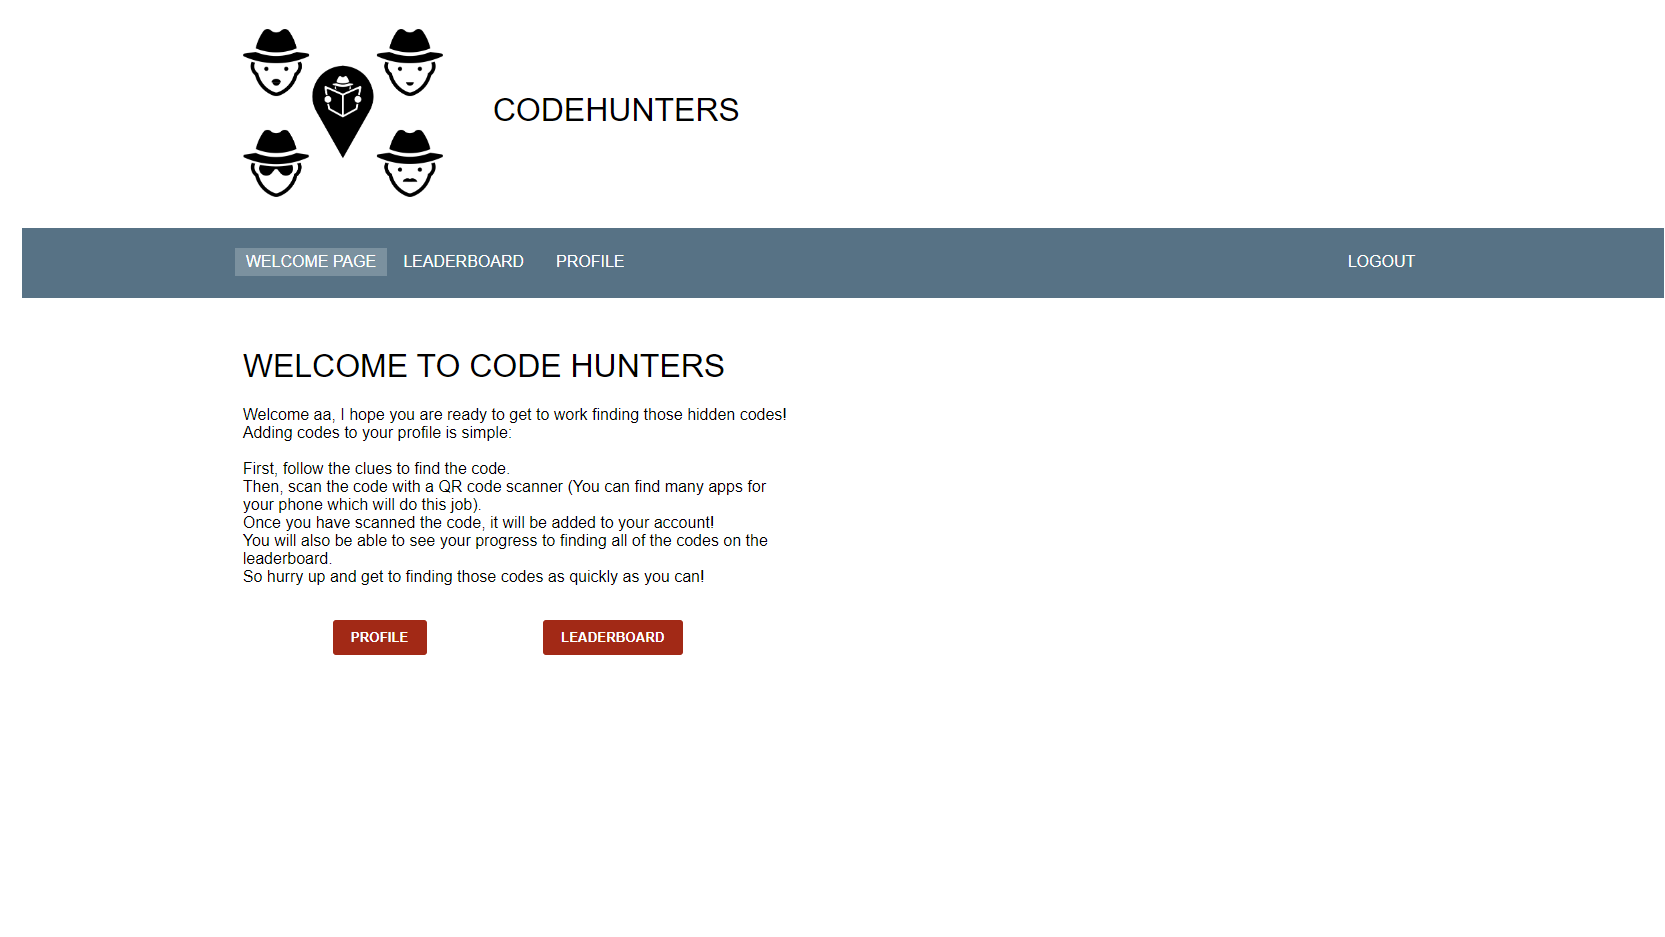 CODEHUNTERS
WELCOME PAGE LEADERBOARD PROFILE LOGOUT
WELCOME TO CODE HUNTERS
Welcome aa, I hope you are ready to get to work finding those hidden codes!
Adding codes to your profile is simple:
First, follow the clues to find the code.
Then, scan the code with a QR code scanner (You can find many apps for
your phone which will do this job).
Once you have scanned the code, it will be added to your account!
You will also be able to see your progress to finding all of the codes on the
leaderboard.
So hurry up and get to finding those codes as quickly as you can!
PROFILE LEADERBOARD